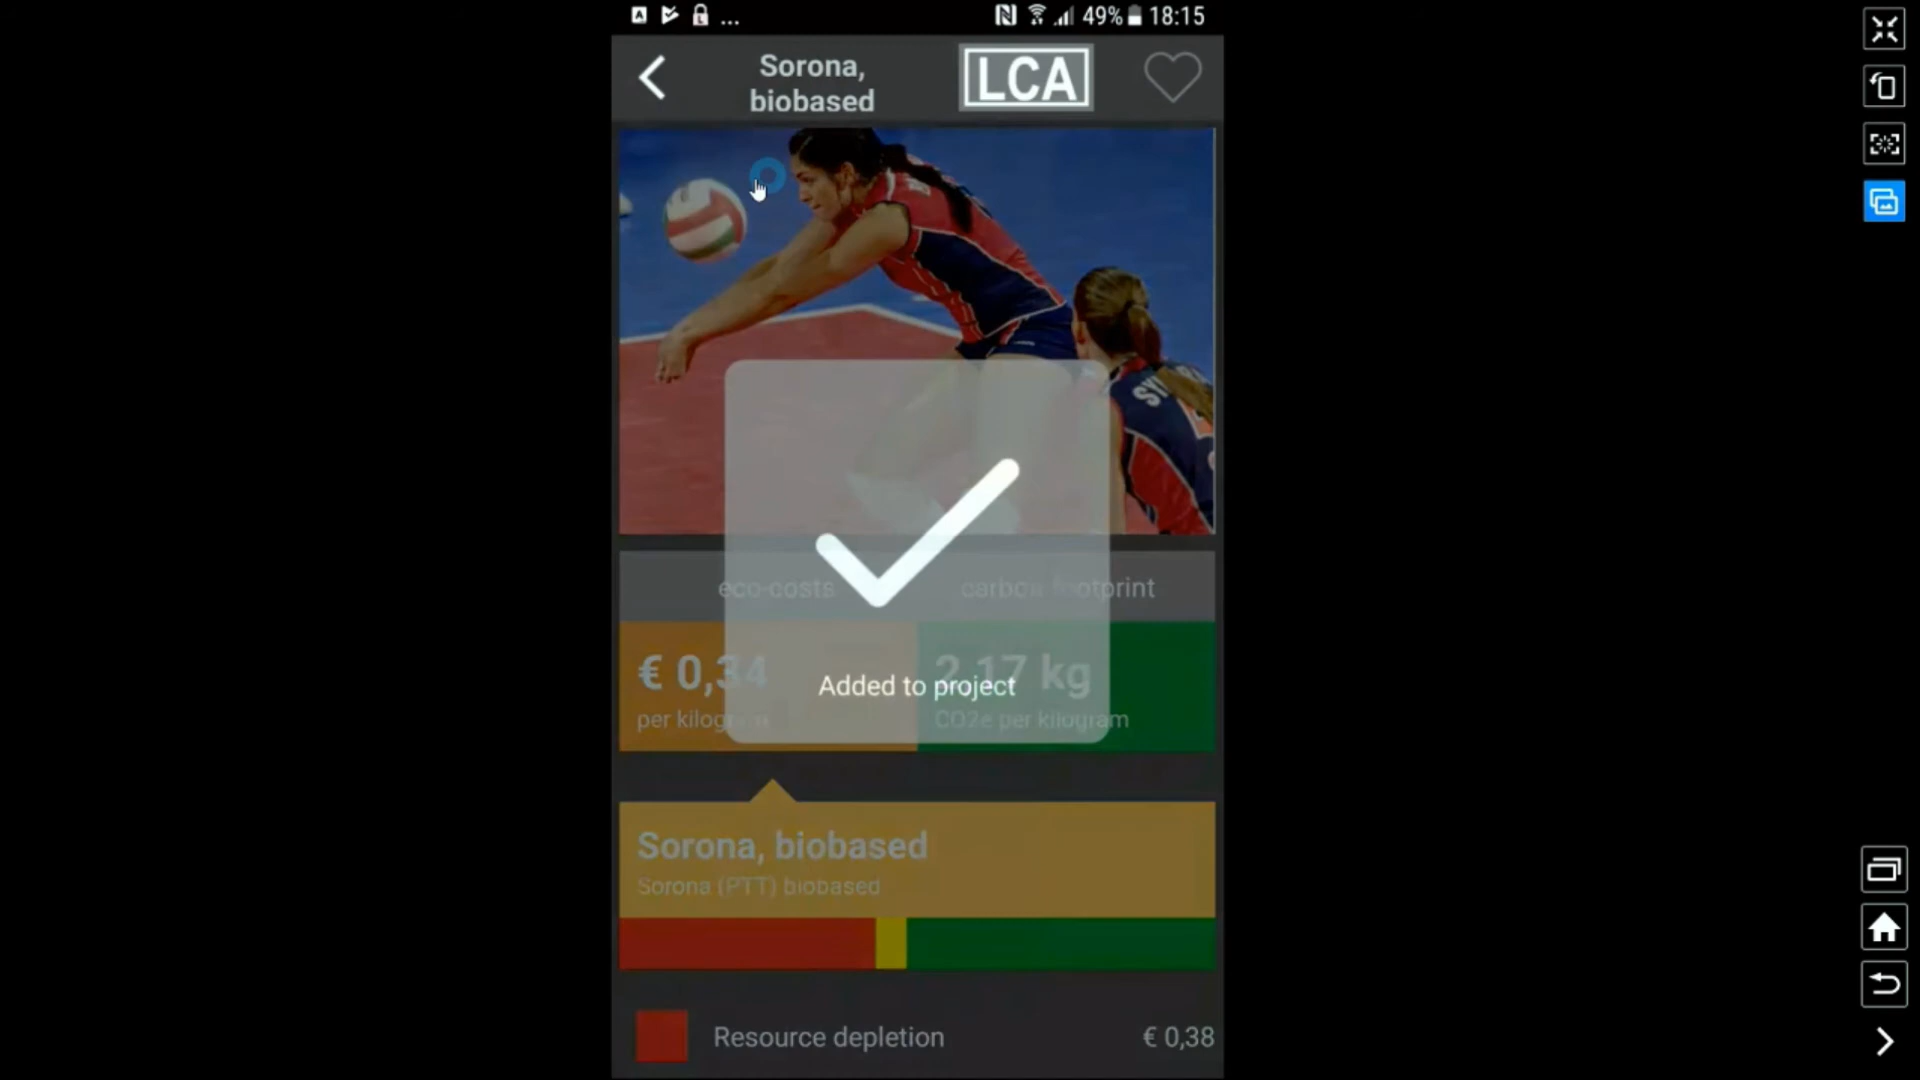 ... 49% 18:15
Sorona,
biobased
LCA
eco-costs carbon footprint
€ 0,34 2,17 kg
per kilogram CO2e per kilogram
Added to project
Sorona, biobased
Sorona (PTT) biobased
Resource depletion € 0,38